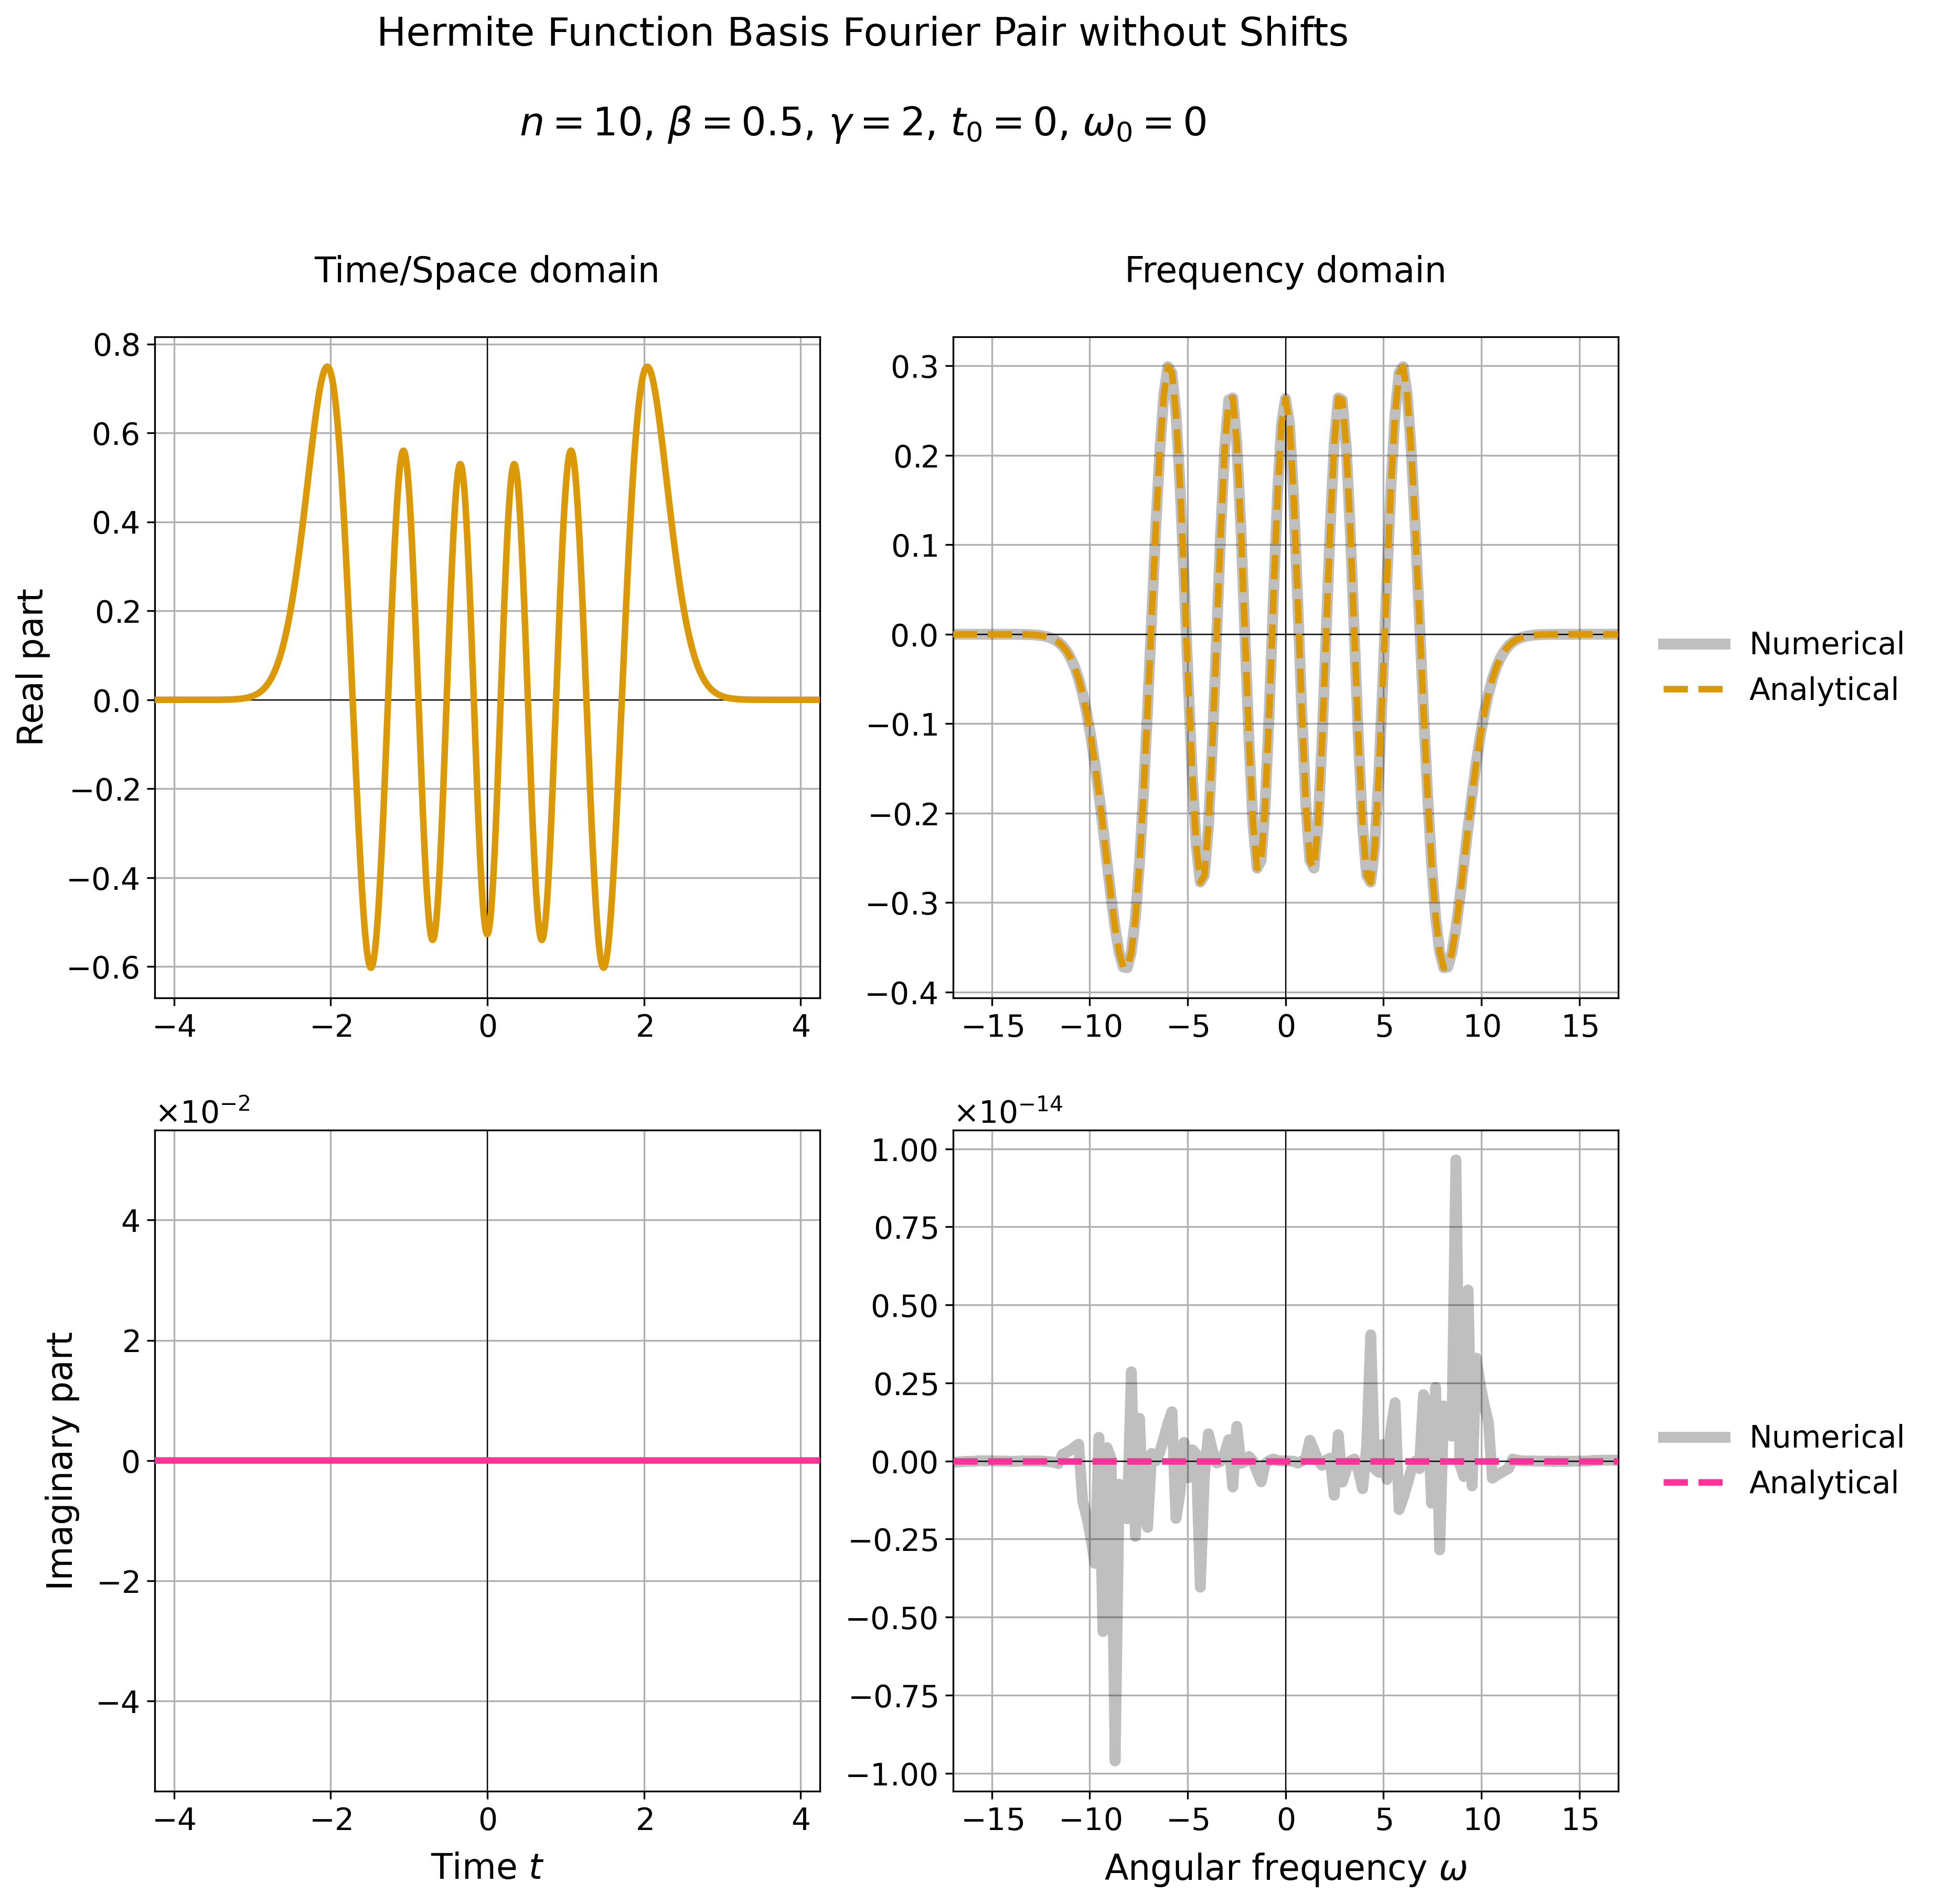 Hermite Function Basis Fourier Pair without Shifts
n = 10, β = 0.5, γ = 2, t₀ = 0, ω₀ = 0
Time/Space domain
Frequency domain
Real part
0.8
0.6
0.4
0.2
0.0
−0.2
−0.4
−0.6
−4 −2 0 2 4
0.3
0.2
0.1
0.0
−0.1
−0.2
−0.3
−0.4
−15 −10 −5 0 5 10 15
Numerical
Analytical
Imaginary part
×10⁻²
4
2
0
−2
−4
−4 −2 0 2 4
Time t
×10⁻¹⁴
1.00
0.75
0.50
0.25
0.00
−0.25
−0.50
−0.75
−1.00
−15 −10 −5 0 5 10 15
Angular frequency ω
Numerical
Analytical